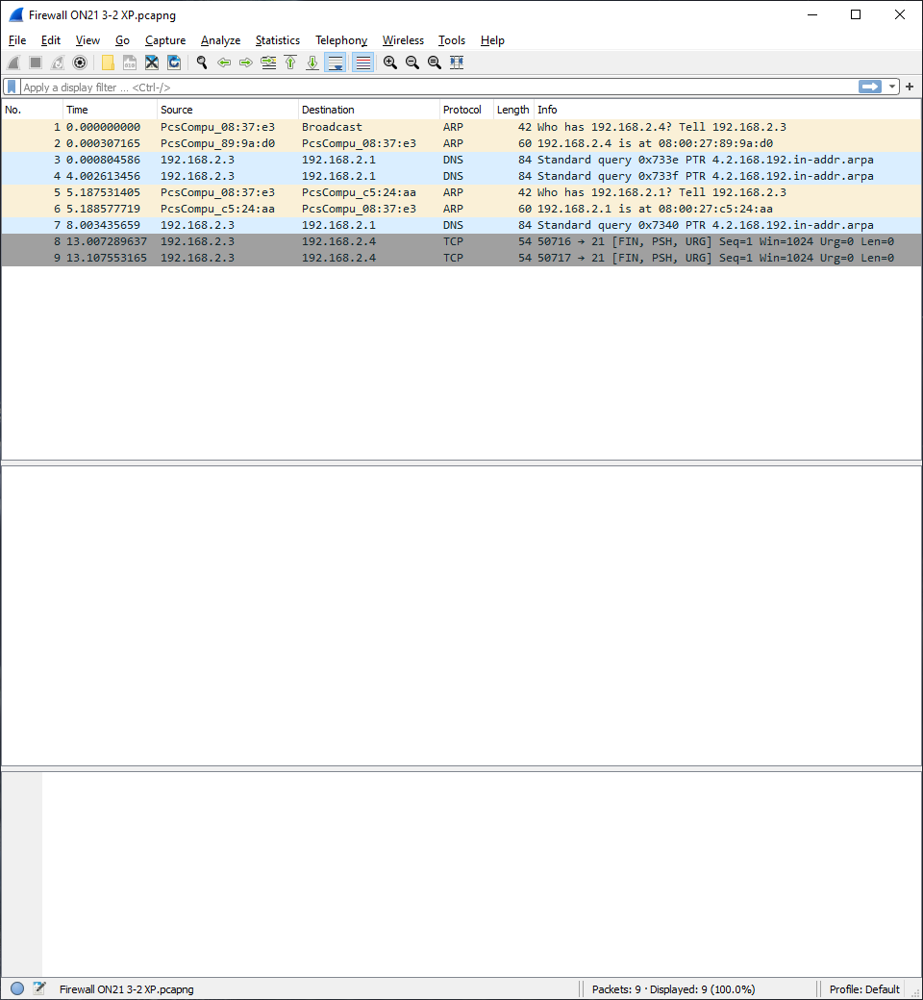 Firewall ON21 3-2 XP.pcapng
File Edit View Go Capture Analyze Statistics Telephony Wireless Tools Help
Apply a display filter ... <Ctrl-/>
No. Time Source Destination Protocol Length Info
1 0.000000000 PcsCompu_08:37:e3 Broadcast ARP 42 Who has 192.168.2.4? Tell 192.168.2.3
2 0.000307165 PcsCompu_89:9a:d0 PcsCompu_08:37:e3 ARP 60 192.168.2.4 is at 08:00:27:89:9a:d0
3 0.000804586 192.168.2.3 192.168.2.1 DNS 84 Standard query 0x733e PTR 4.2.168.192.in-addr.arpa
4 4.002613456 192.168.2.3 192.168.2.1 DNS 84 Standard query 0x733f PTR 4.2.168.192.in-addr.arpa
5 5.187531405 PcsCompu_08:37:e3 PcsCompu_c5:24:aa ARP 42 Who has 192.168.2.1? Tell 192.168.2.3
6 5.188577719 PcsCompu_c5:24:aa PcsCompu_08:37:e3 ARP 60 192.168.2.1 is at 08:00:27:c5:24:aa
7 8.003435659 192.168.2.3 192.168.2.1 DNS 84 Standard query 0x7340 PTR 4.2.168.192.in-addr.arpa
8 13.007289637 192.168.2.3 192.168.2.4 TCP 54 50716 → 21 [FIN, PSH, URG] Seq=1 Win=1024 Urg=0 Len=0
9 13.107553165 192.168.2.3 192.168.2.4 TCP 54 50717 → 21 [FIN, PSH, URG] Seq=1 Win=1024 Urg=0 Len=0
Firewall ON21 3-2 XP.pcapng Packets: 9 · Displayed: 9 (100.0%) Profile: Default